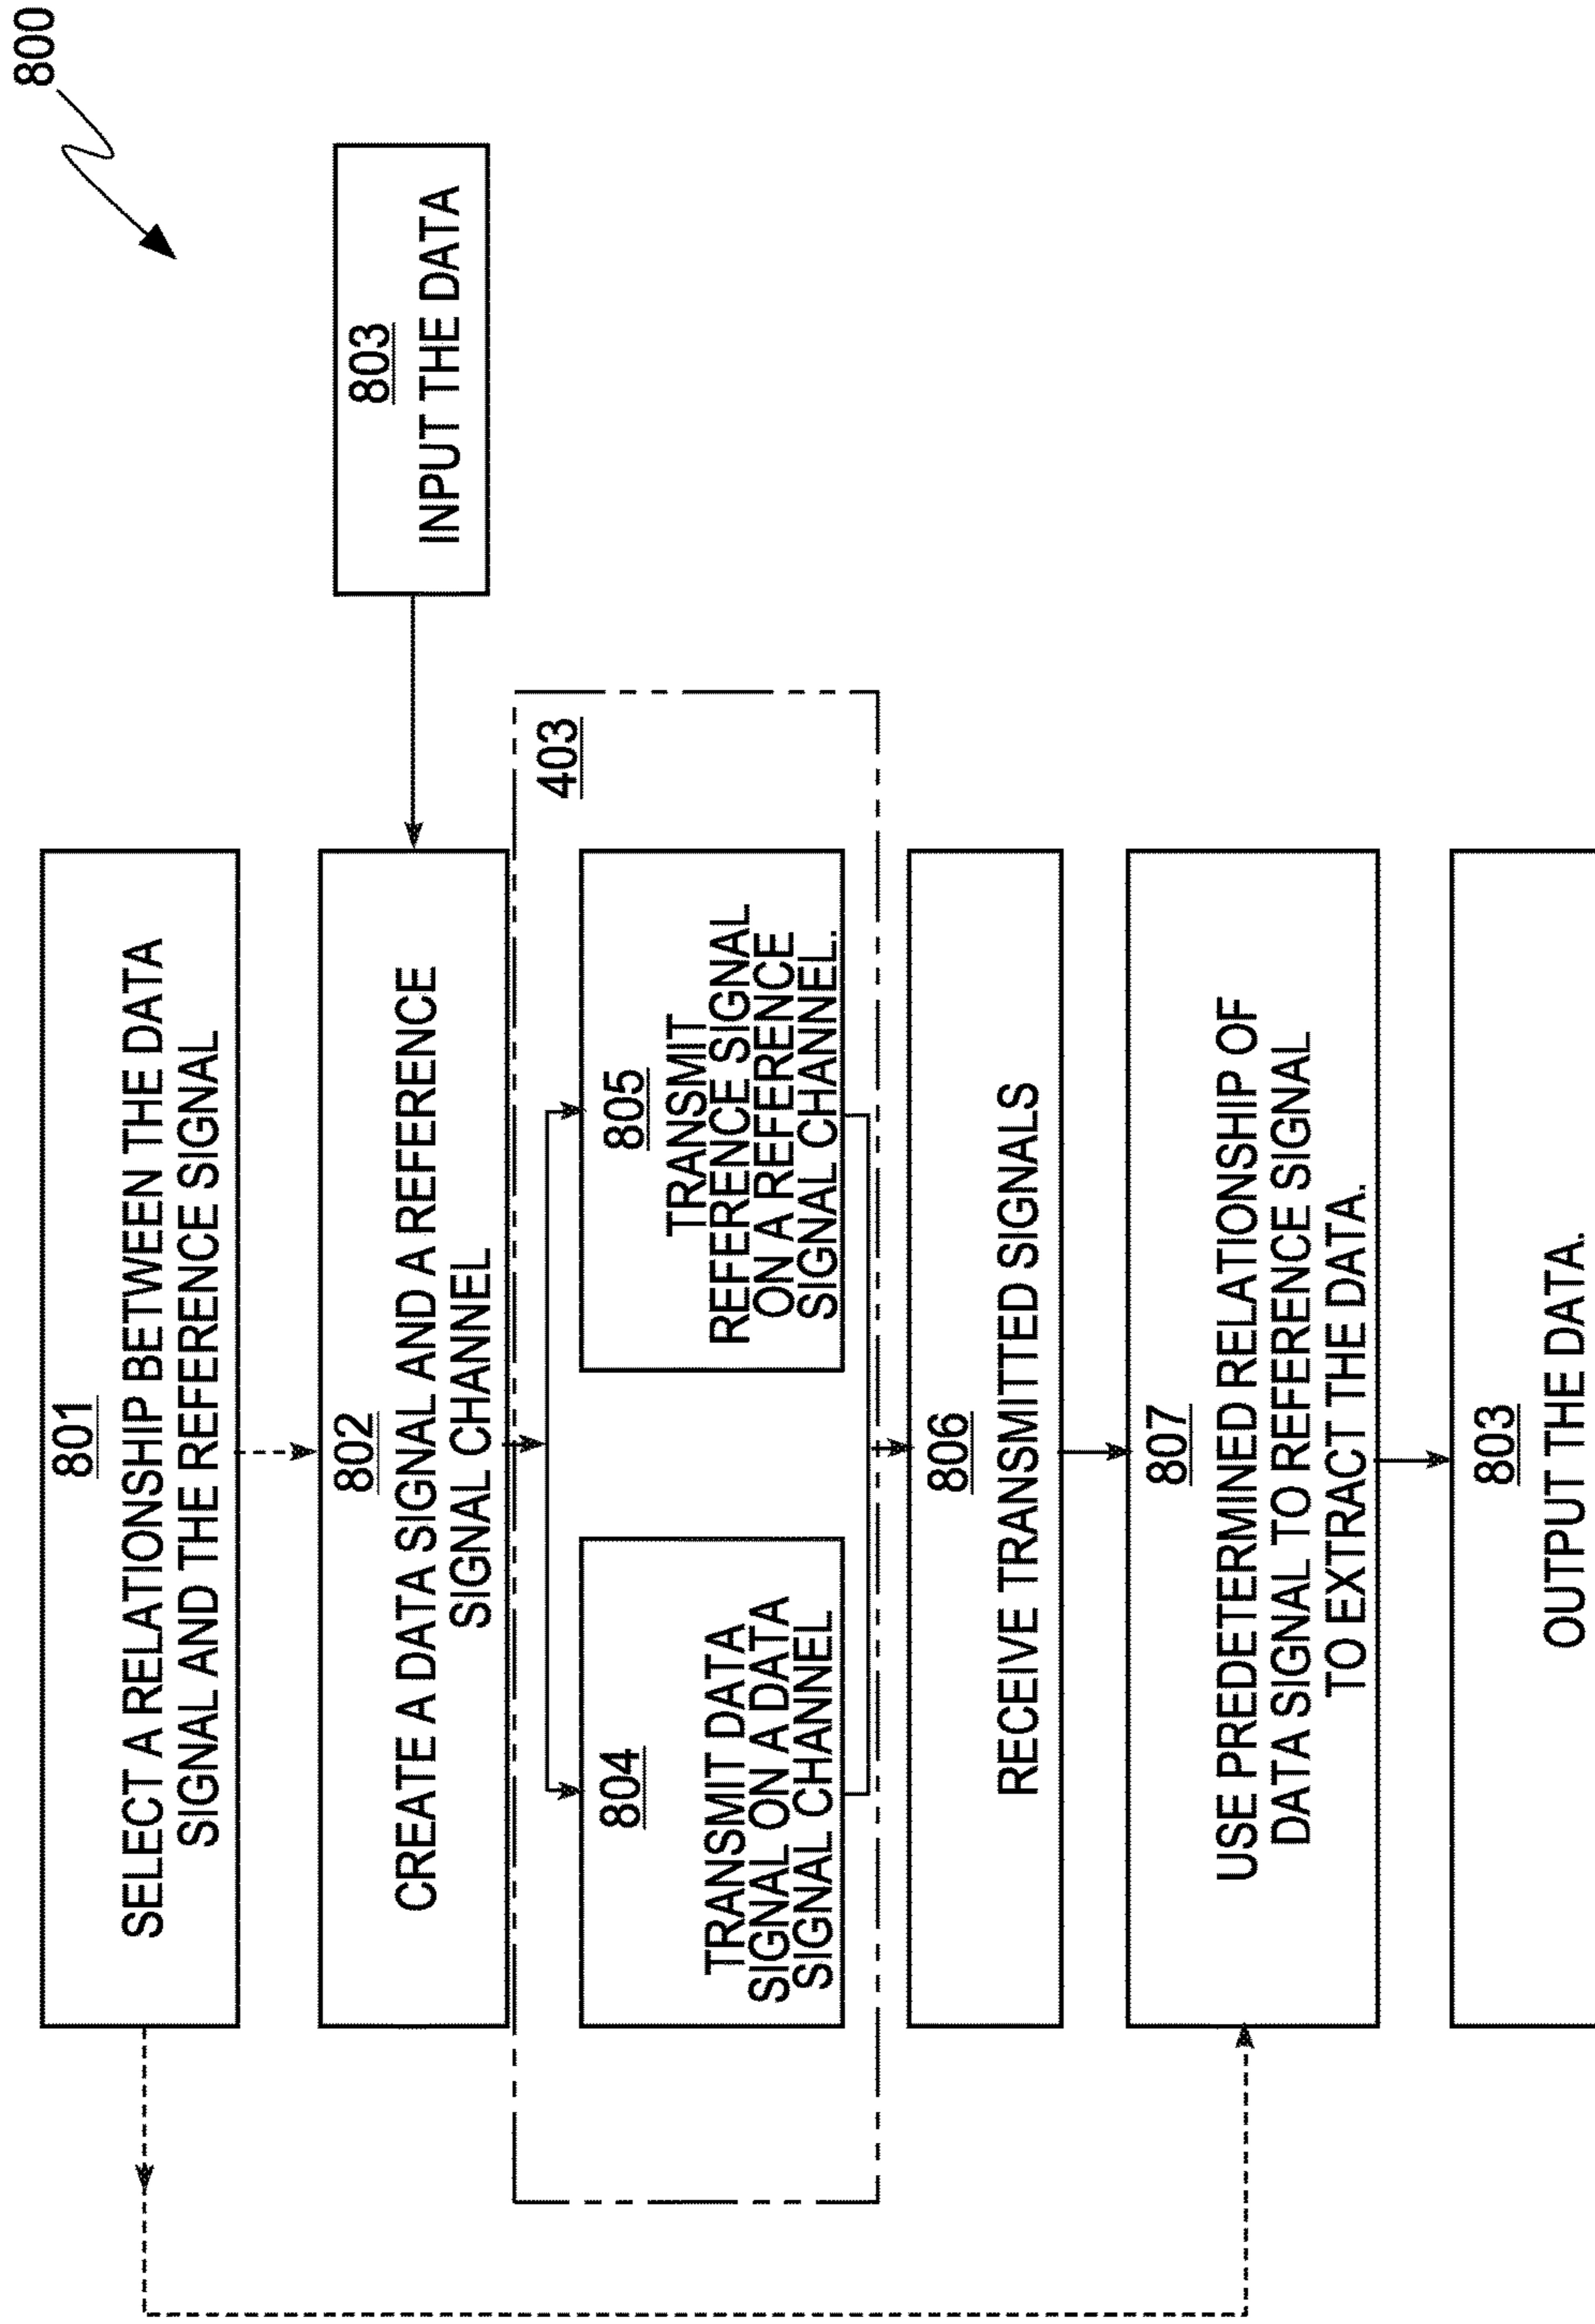 800
801
SELECT A RELATIONSHIP BETWEEN THE DATA
SIGNAL AND THE REFERENCE SIGNAL
802
CREATE A DATA SIGNAL AND A REFERENCE
SIGNAL CHANNEL
803
INPUT THE DATA
403
804
TRANSMIT DATA
SIGNAL ON A DATA
SIGNAL CHANNEL
805
TRANSMIT
REFERENCE SIGNAL
ON A REFERENCE
SIGNAL CHANNEL.
806
RECEIVE TRANSMITTED SIGNALS
807
USE PREDETERMINED RELATIONSHIP OF
DATA SIGNAL TO REFERENCE SIGNAL
TO EXTRACT THE DATA.
803
OUTPUT THE DATA.